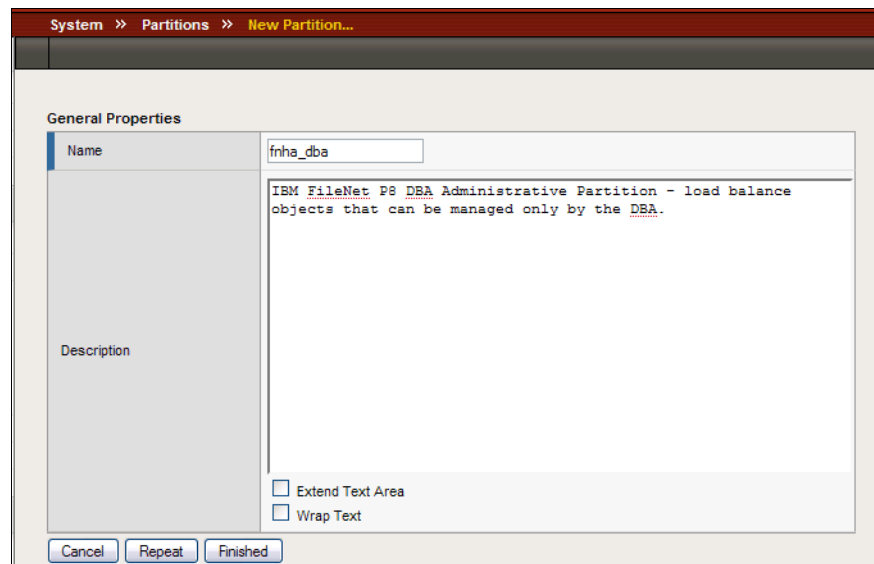 System » Partitions » New Partition...
General Properties
Name
fnha_dba
IBM FileNet P8 DBA Administrative Partition - load balance
objects that can be managed only by the DBA.
Description
Extend Text Area
Wrap Text
Cancel Repeat Finished